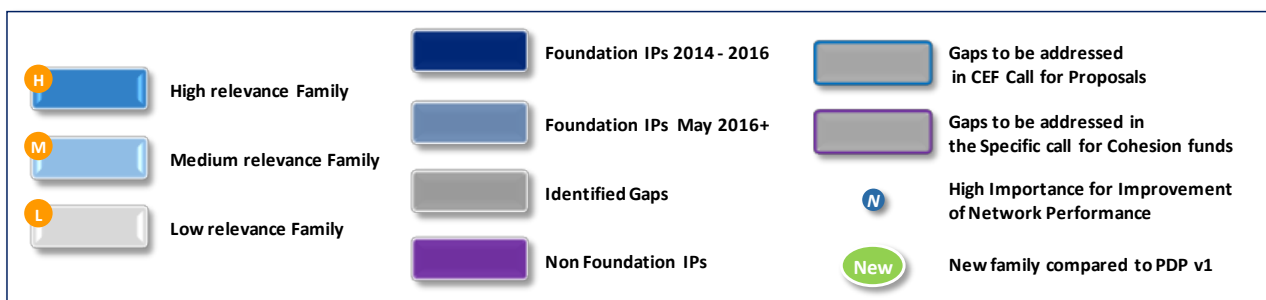 H
High relevance Family
M
Medium relevance Family
L
Low relevance Family
Foundation IPs 2014 - 2016
Foundation IPs May 2016+
Identified Gaps
Non Foundation IPs
Gaps to be addressed
in CEF Call for Proposals
Gaps to be addressed in
the Specific call for Cohesion funds
N
High Importance for Improvement
of Network Performance
New
New family compared to PDP v1